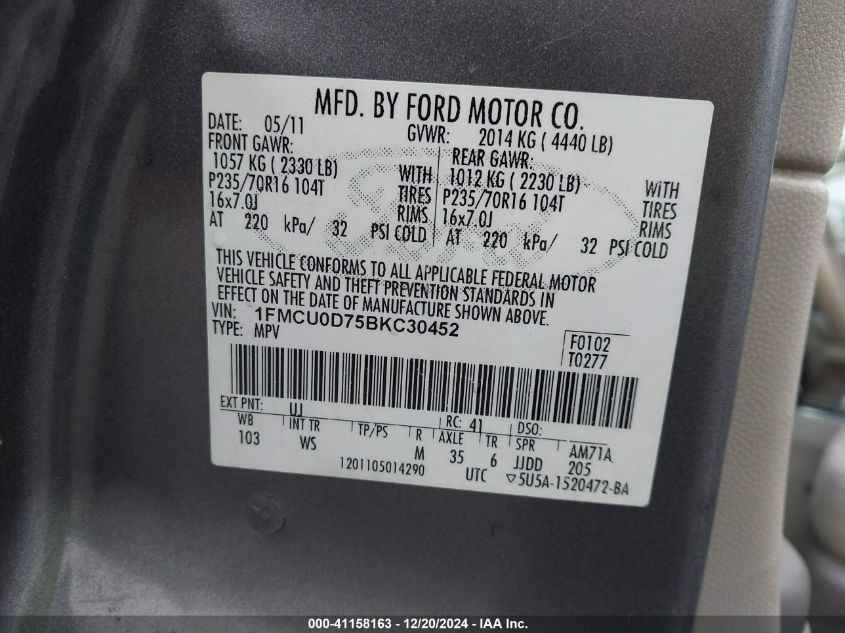 MFD. BY FORD MOTOR CO.
DATE: 05/11 GVWR: 2014 KG ( 4440 LB)
FRONT GAWR: REAR GAWR:
1057 KG ( 2330 LB) WITH 1012 KG ( 2230 LB) WITH
P235/70R16 104T TIRES P235/70R16 104T TIRES
16x7.0J RIMS 16x7.0J RIMS
AT 220 kPa/ 32 PSI COLD AT 220 kPa/ 32 PSI COLD
THIS VEHICLE CONFORMS TO ALL APPLICABLE FEDERAL MOTOR
VEHICLE SAFETY AND THEFT PREVENTION STANDARDS IN
EFFECT ON THE DATE OF MANUFACTURE SHOWN ABOVE.
VIN: 1FMCU0D75BKC30452
TYPE: MPV F0102
T0277
EXT PNT: UJ RC: 41 DSO:
WB INT TR TP/PS R AXLE TR SPR AM71A
103 WS M 35 6 JJDD 205
1201105014290 UTC ▽5U5A-1520472-BA
000-41158163 - 12/20/2024 - IAA Inc.